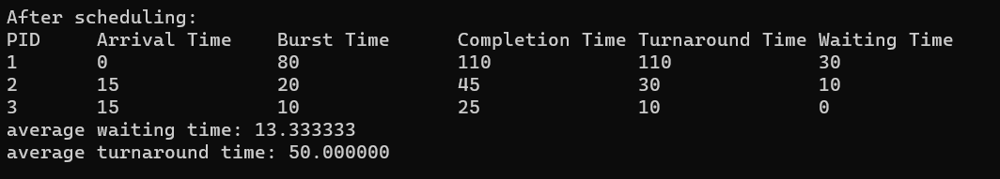 After scheduling:
PID     Arrival Time    Burst Time      Completion Time Turnaround Time Waiting Time
1       0               80              110             110             30
2       15              20              45              30              10
3       15              10              25              10              0
average waiting time: 13.333333
average turnaround time: 50.000000